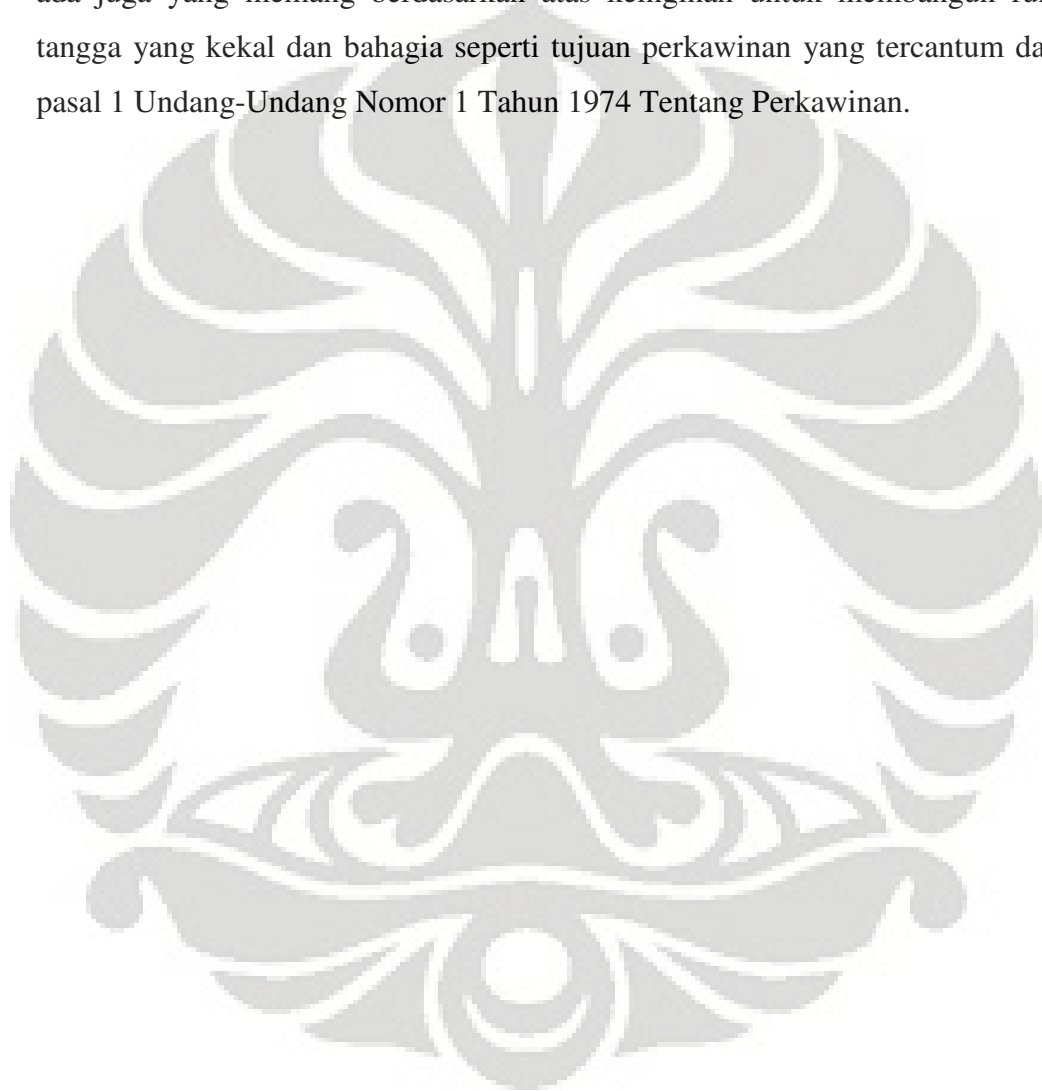 ada juga yang memang berdasarkan atas keinginan untuk membangun
tangga yang kekal dan bahagia seperti tujuan perkawinan yang tercantum
pasal 1 Undang-Undang Nomor 1 Tahun 1974 Tentang Perkawinan.